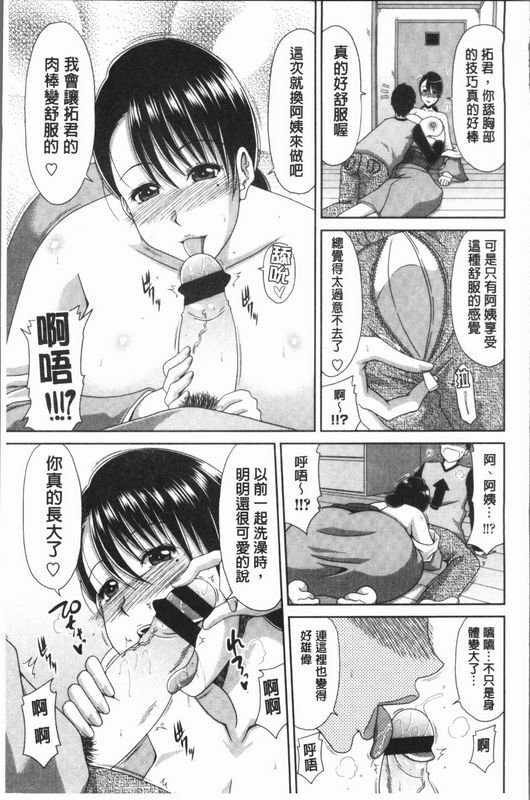 拓君，你舔胸部
的技巧真的好棒
真的好舒服喔
這次就換阿姨
來做吧
我會讓拓君的
肉棒變舒服的♡
舔吮♡
啊唔!!!?
可是只有阿姨享受
這種舒服的感覺
總覺得太過意不去了♡
啊～!!?
阿、阿姨…!!?
呼唔～!!?
嘻嘻…不只是身
體變大了…
連這裡也變得
好雄偉
啊
呼唔
以前一起洗澡時，
明明還很可愛的說
你真的長大了
啊啊
啊啊